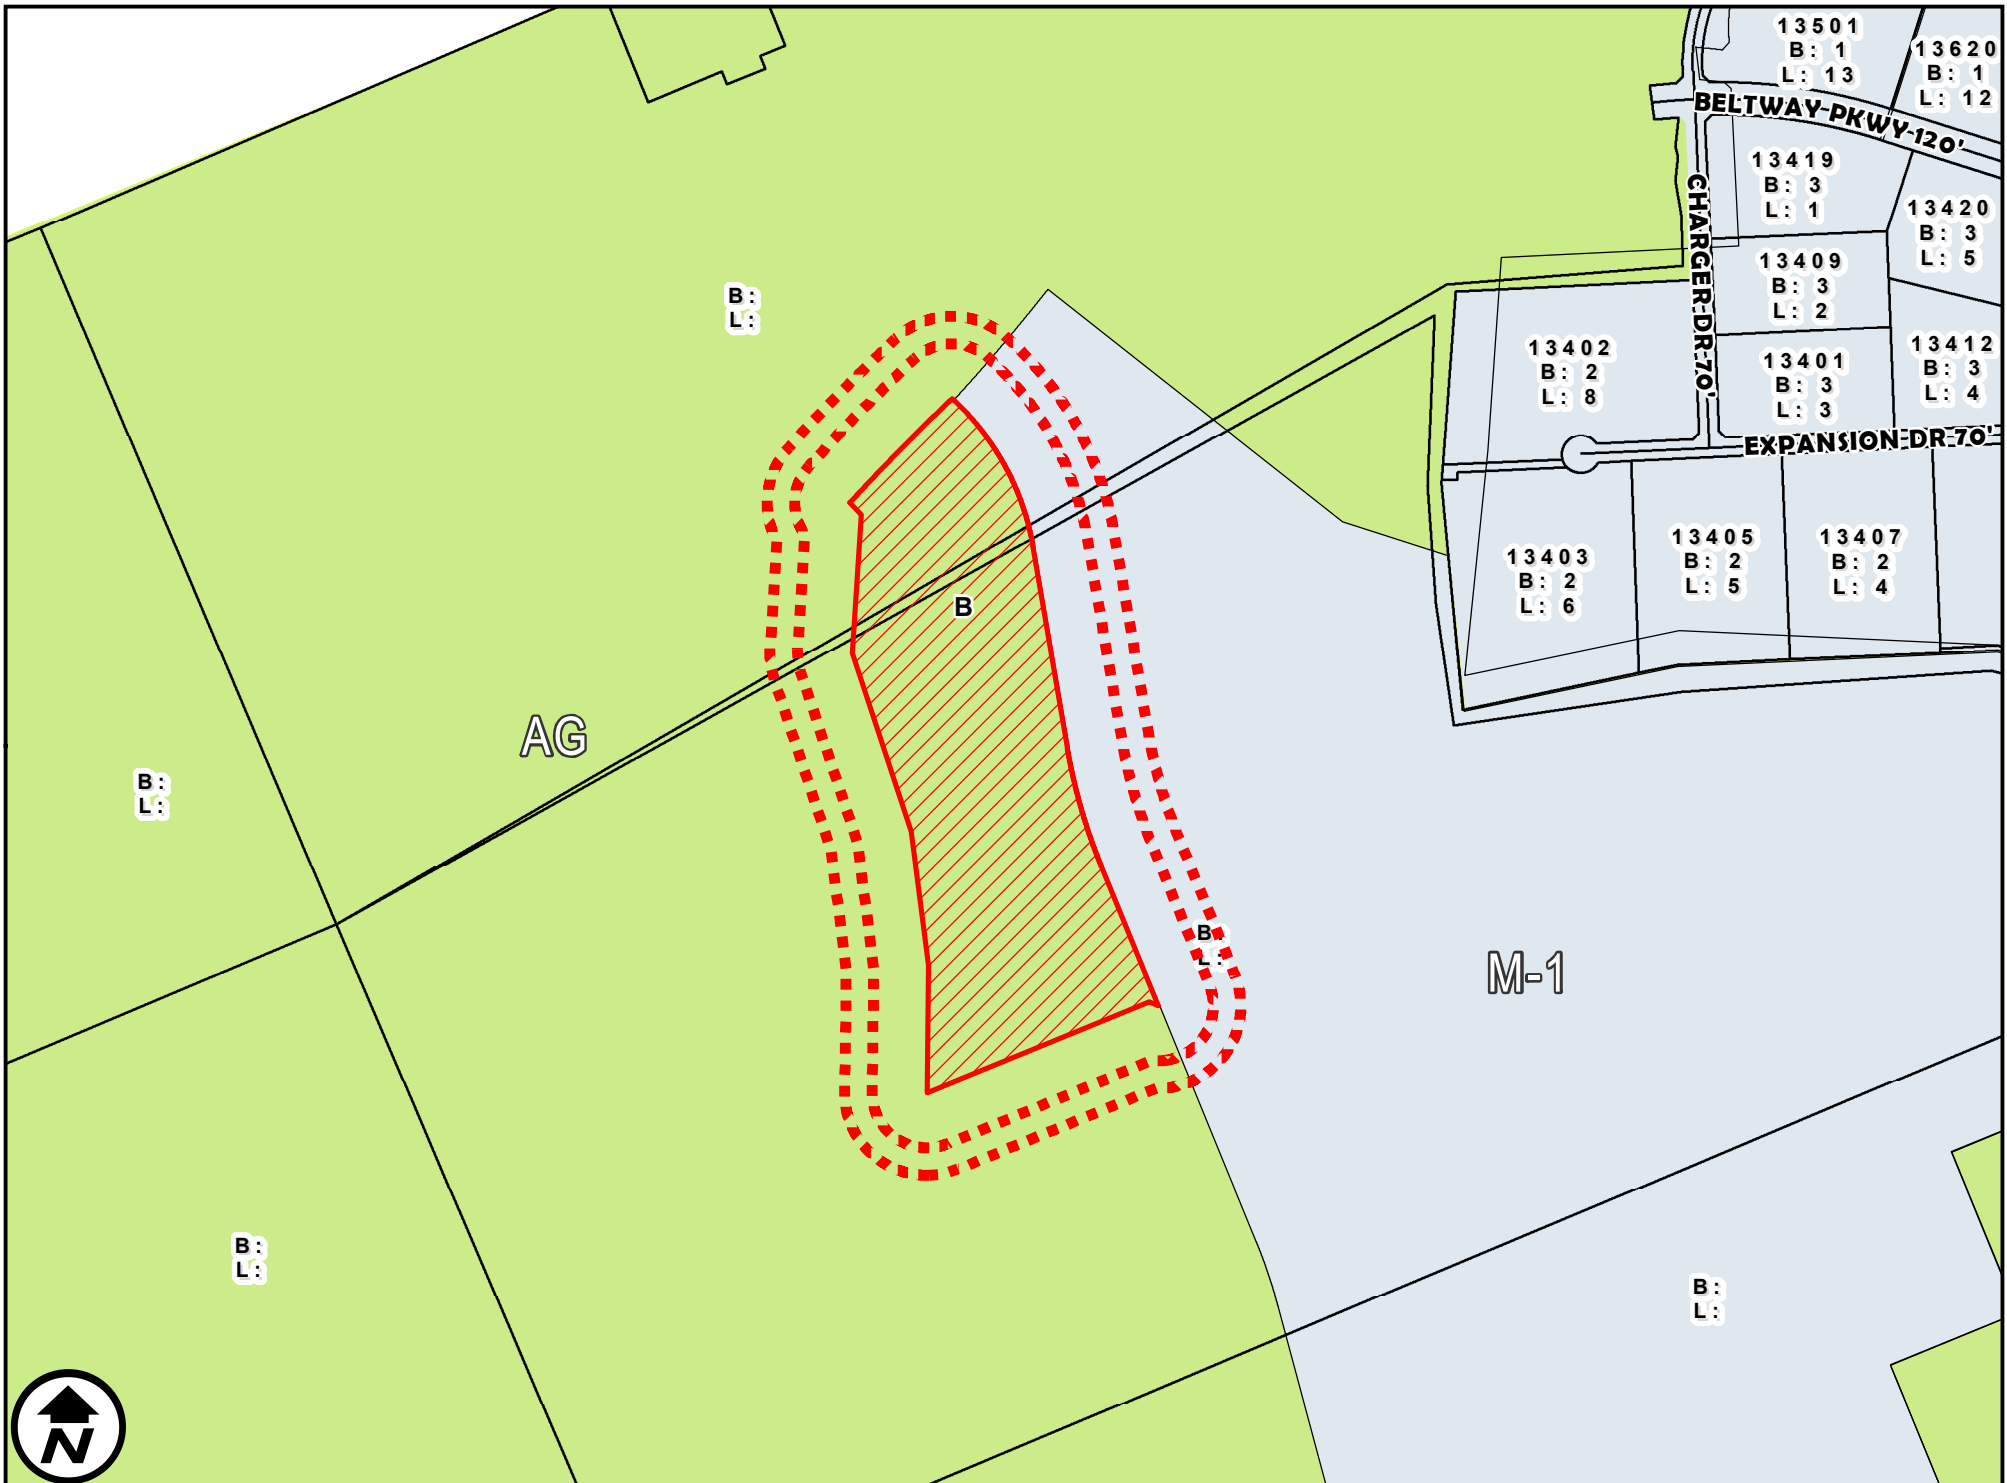 13501
B: 1
L: 13
13620
B: 1
L: 12
BELTWAY PKWY 120'
13419
B: 3
L: 1
CHARGER DR 70'
13420
B: 3
L: 5
13409
B: 3
L: 2
B:
L:
13402
B: 2
L: 8
13401
B: 3
L: 3
13412
B: 3
L: 4
EXPANSION DR 70'
13403
B: 2
L: 6
13405
B: 2
L: 5
13407
B: 2
L: 4
B
AG
B:
L:
B:
L:
M-1
B:
L:
B:
L:
N